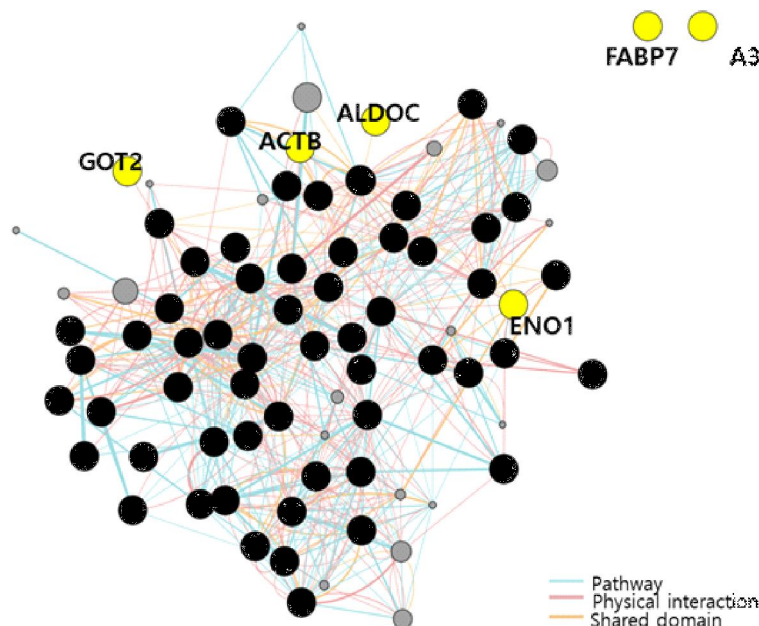 FABP7
A3
ALDOC
ACTB
GOT2
ENO1
Pathway
Physical interaction
Shared domain